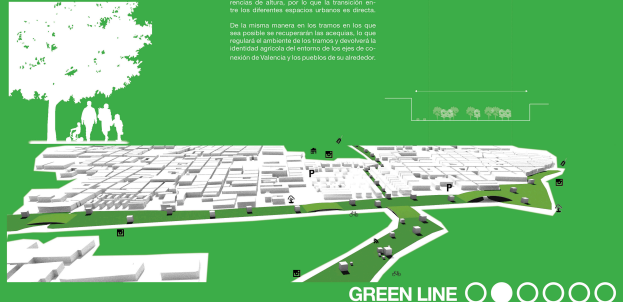 rencias de altura, por lo que la transición en-
tre los diferentes espacios urbanos es directa.
De la misma manera en los tramos en los que
sea posible se recuperarán las acequias, lo que
regulará el ambiente de los tramos y devolverá la
identidad agrícola del entorno de los ejes de co-
nexión de Valencia y los pueblos de su alrededor.
P
P
GREEN LINE